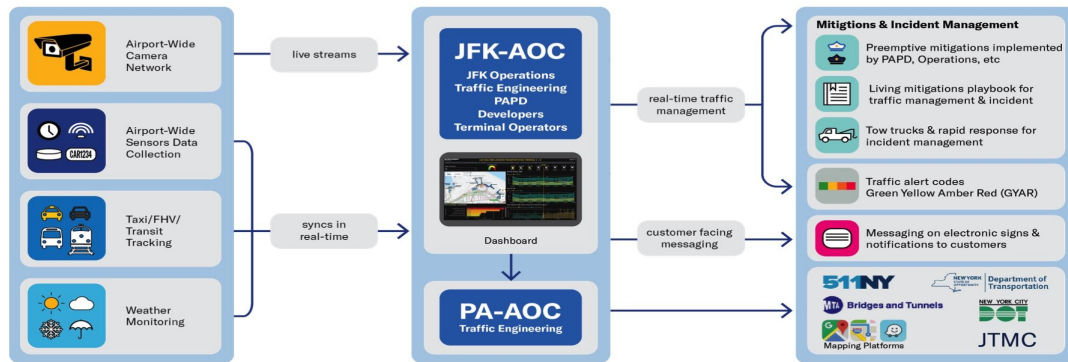 Airport-Wide
Camera
Network
Airport-Wide
Sensors Data
Collection
CAR1234
Taxi/FHV/
Transit
Tracking
Weather
Monitoring
live streams
syncs in
real-time
JFK-AOC
JFK Operations
Traffic Engineering
PAPD
Developers
Terminal Operators
Dashboard
PA-AOC
Traffic Engineering
real-time traffic
management
customer facing
messaging
Mitigtions & Incident Management
Preemptive mitigations implemented
by PAPD, Operations, etc
Living mitigations playbook for
traffic management & incident
Tow trucks & rapid response for
incident management
Traffic alert codes
Green Yellow Amber Red (GYAR)
Messaging on electronic signs &
notifications to customers
511NY
NEW YORK
STATE OF
OPPORTUNITY
Department of
Transportation
MTA Bridges and Tunnels
NEW YORK CITY
DOT
G
Mapping Platforms
JTMC